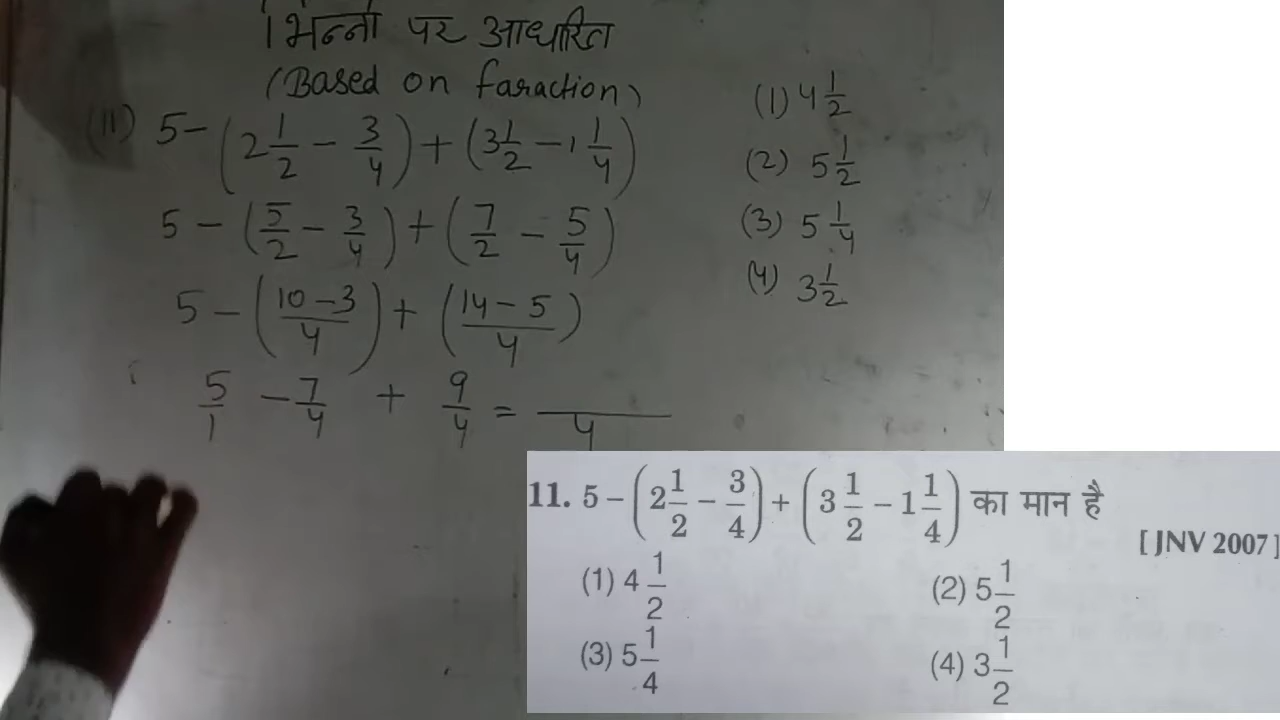 भिन्नों पर आधारित
(Based on faraction)
(11) 5 - (2 1/2 - 3/4) + (3 1/2 - 1 1/4)
5 - (5/2 - 3/4) + (7/2 - 5/4)
5 - ((10 - 3)/4) + ((14 - 5)/4)
5/1 - 7/4 + 9/4 = /4
(1) 4 1/2
(2) 5 1/2
(3) 5 1/4
(4) 3 1/2
11. 5 - (2 1/2 - 3/4) + (3 1/2 - 1 1/4) का मान है
[ JNV 2007 ]
(1) 4 1/2 (2) 5 1/2
(3) 5 1/4 (4) 3 1/2